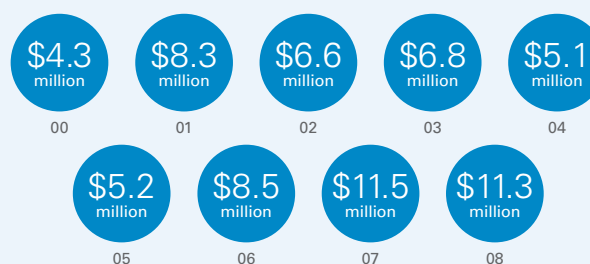 $4.3 $8.3 $6.6 $6.8 $5.1
million million million million million
00 01 02 03 04
$5.2 $8.5 $11.5 $11.3
million million million million
05 06 07 08